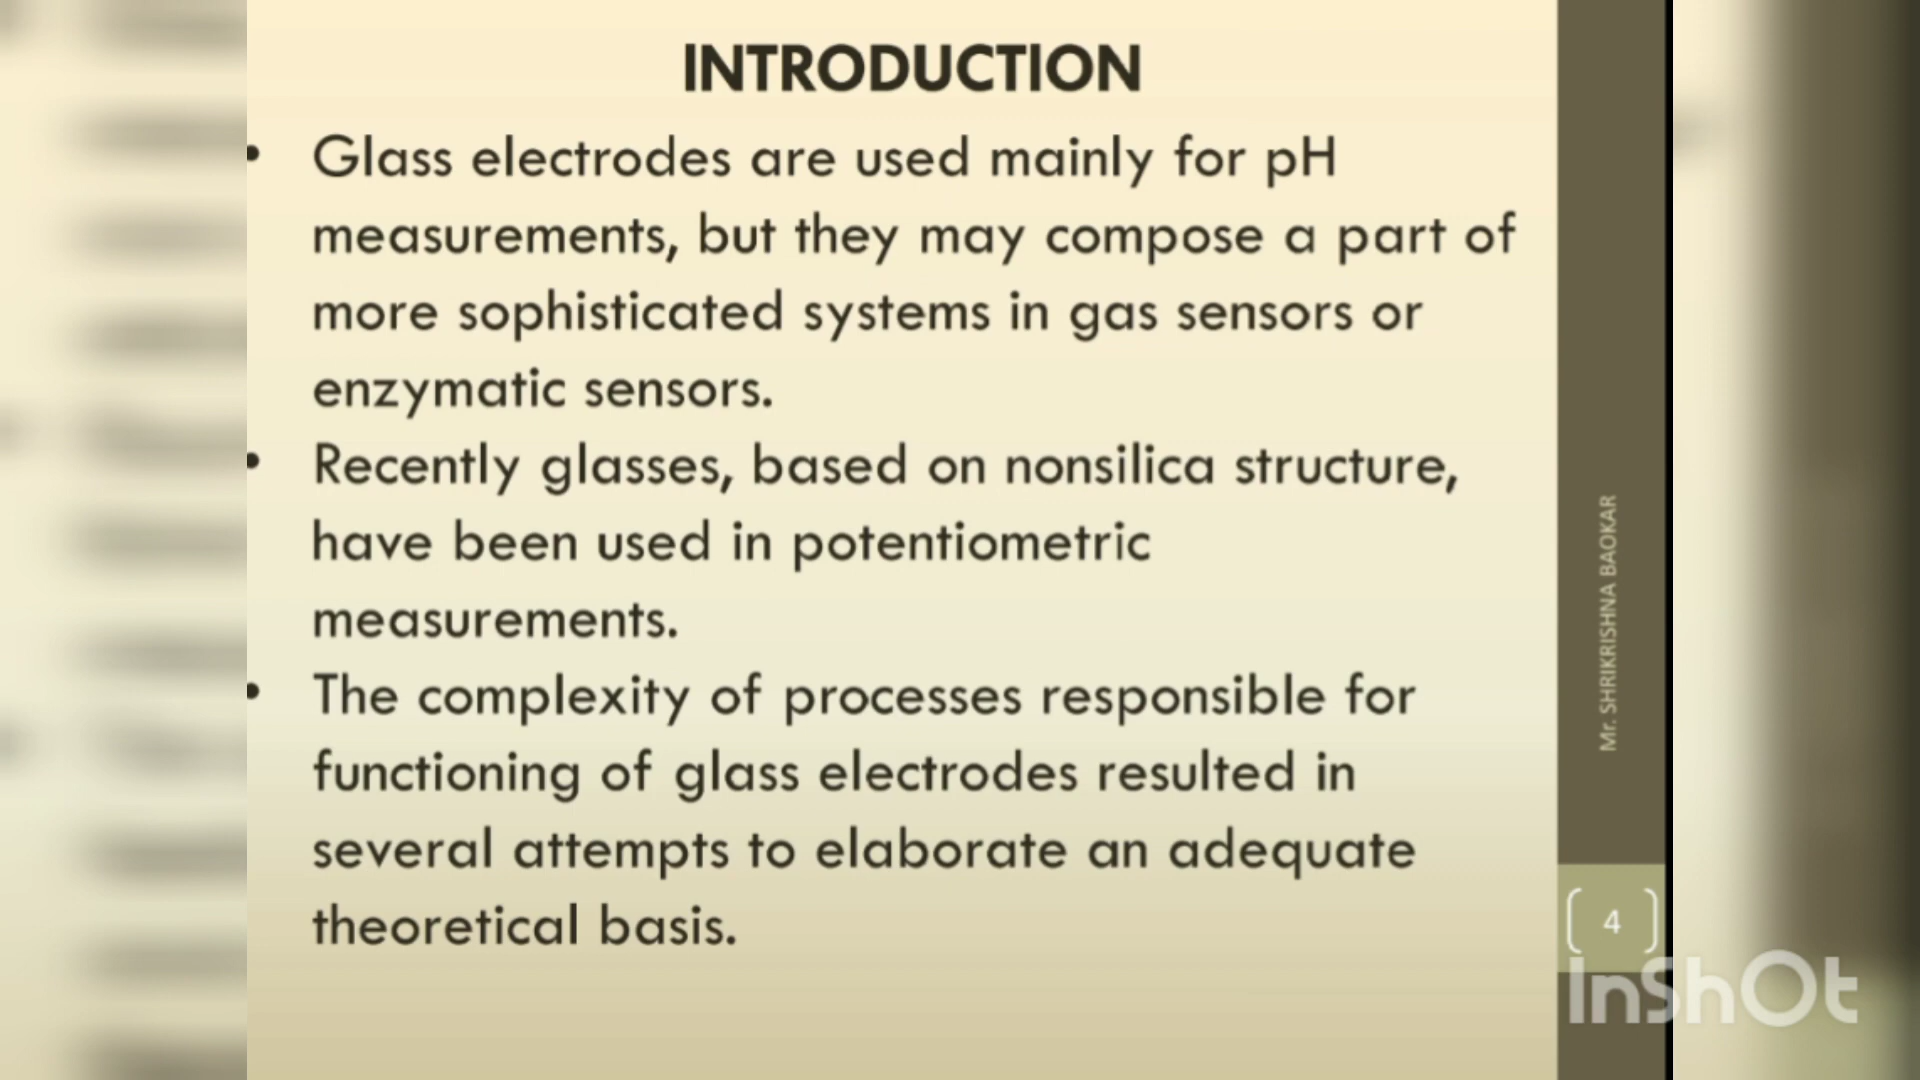 INTRODUCTION
• Glass electrodes are used mainly for pH
measurements, but they may compose a part of
more sophisticated systems in gas sensors or
enzymatic sensors.
• Recently glasses, based on nonsilica structure,
have been used in potentiometric
measurements.
• The complexity of processes responsible for
functioning of glass electrodes resulted in
several attempts to elaborate an adequate
theoretical basis.
Mr. SHRIKRISHNA BAOKAR
4
InShOt